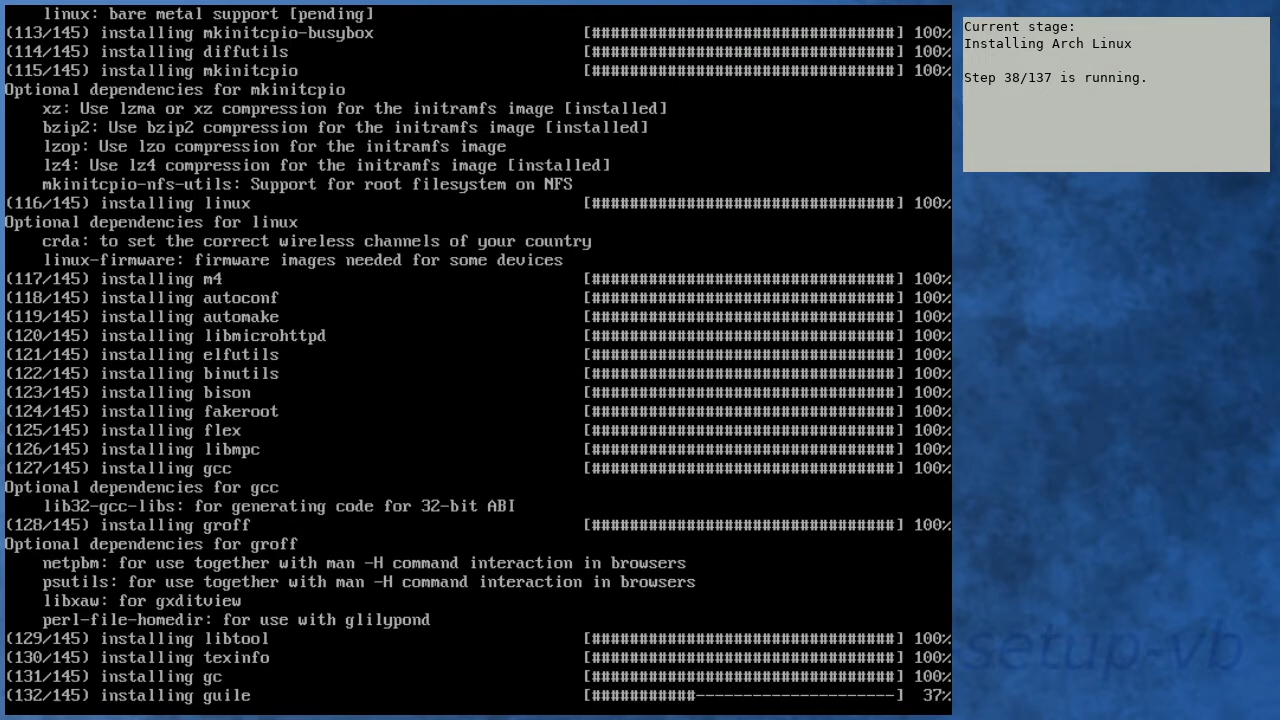 linux: bare metal support [pending]
(113/145) installing mkinitcpio-busybox [################################] 100%
(114/145) installing diffutils [################################] 100%
(115/145) installing mkinitcpio [################################] 100%
Optional dependencies for mkinitcpio
xz: Use lzma or xz compression for the initramfs image [installed]
bzip2: Use bzip2 compression for the initramfs image [installed]
lzop: Use lzo compression for the initramfs image
lz4: Use lz4 compression for the initramfs image [installed]
mkinitcpio-nfs-utils: Support for root filesystem on NFS
(116/145) installing linux [################################] 100%
Optional dependencies for linux
crda: to set the correct wireless channels of your country
linux-firmware: firmware images needed for some devices
(117/145) installing m4 [################################] 100%
(118/145) installing autoconf [################################] 100%
(119/145) installing automake [################################] 100%
(120/145) installing libmicrohttpd [################################] 100%
(121/145) installing elfutils [################################] 100%
(122/145) installing binutils [################################] 100%
(123/145) installing bison [################################] 100%
(124/145) installing fakeroot [################################] 100%
(125/145) installing flex [################################] 100%
(126/145) installing libmpc [################################] 100%
(127/145) installing gcc [################################] 100%
Optional dependencies for gcc
lib32-gcc-libs: for generating code for 32-bit ABI
(128/145) installing groff [################################] 100%
Optional dependencies for groff
netpbm: for use together with man -H command interaction in browsers
psutils: for use together with man -H command interaction in browsers
libxaw: for gxditview
perl-file-homedir: for use with glilypond
(129/145) installing libtool [################################] 100%
(130/145) installing texinfo [################################] 100%
(131/145) installing gc [################################] 100%
(132/145) installing guile [###########---------------------] 37%
Current stage:
Installing Arch Linux
Step 38/137 is running.
setup-vb